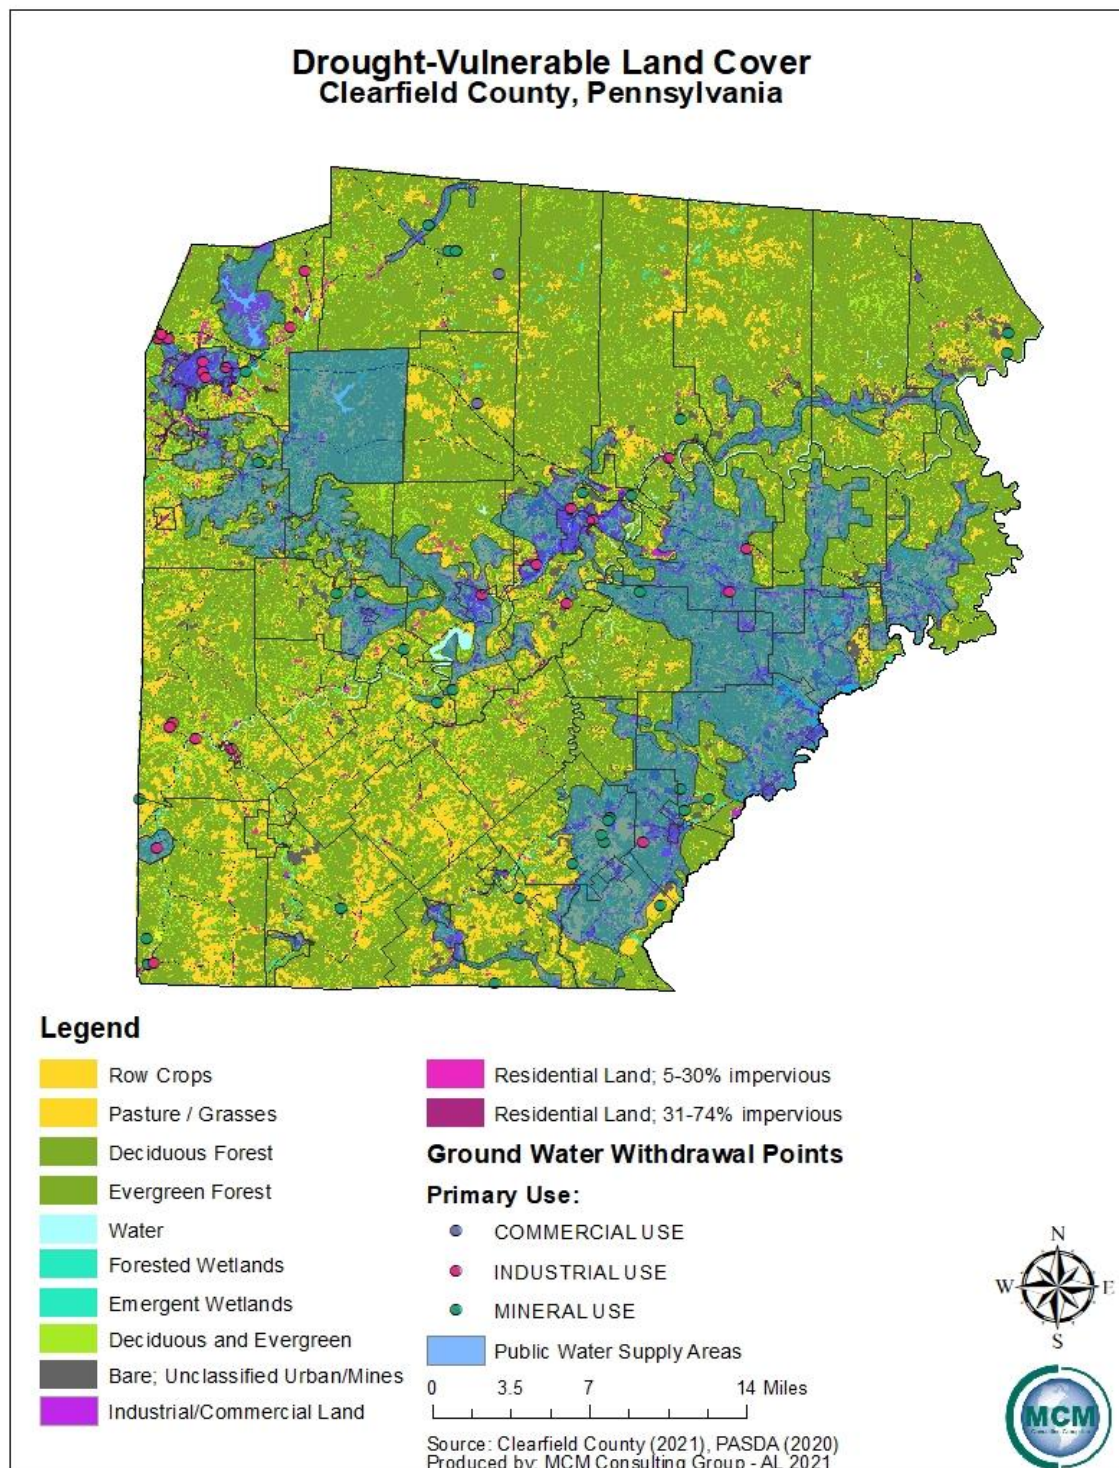 Drought-Vulnerable Land Cover
Clearfield County, Pennsylvania
Legend
Row Crops
Pasture / Grasses
Deciduous Forest
Evergreen Forest
Water
Forested Wetlands
Emergent Wetlands
Deciduous and Evergreen
Bare; Unclassified Urban/Mines
Industrial/Commercial Land
Residential Land; 5-30% impervious
Residential Land; 31-74% impervious
Ground Water Withdrawal Points
Primary Use:
COMMERCIAL USE
INDUSTRIAL USE
MINERAL USE
Public Water Supply Areas
0 3.5 7 14 Miles
Source: Clearfield County (2021), PASDA (2020)
Produced by: MCM Consulting Group - AL 2021
N
W E
S
MCM